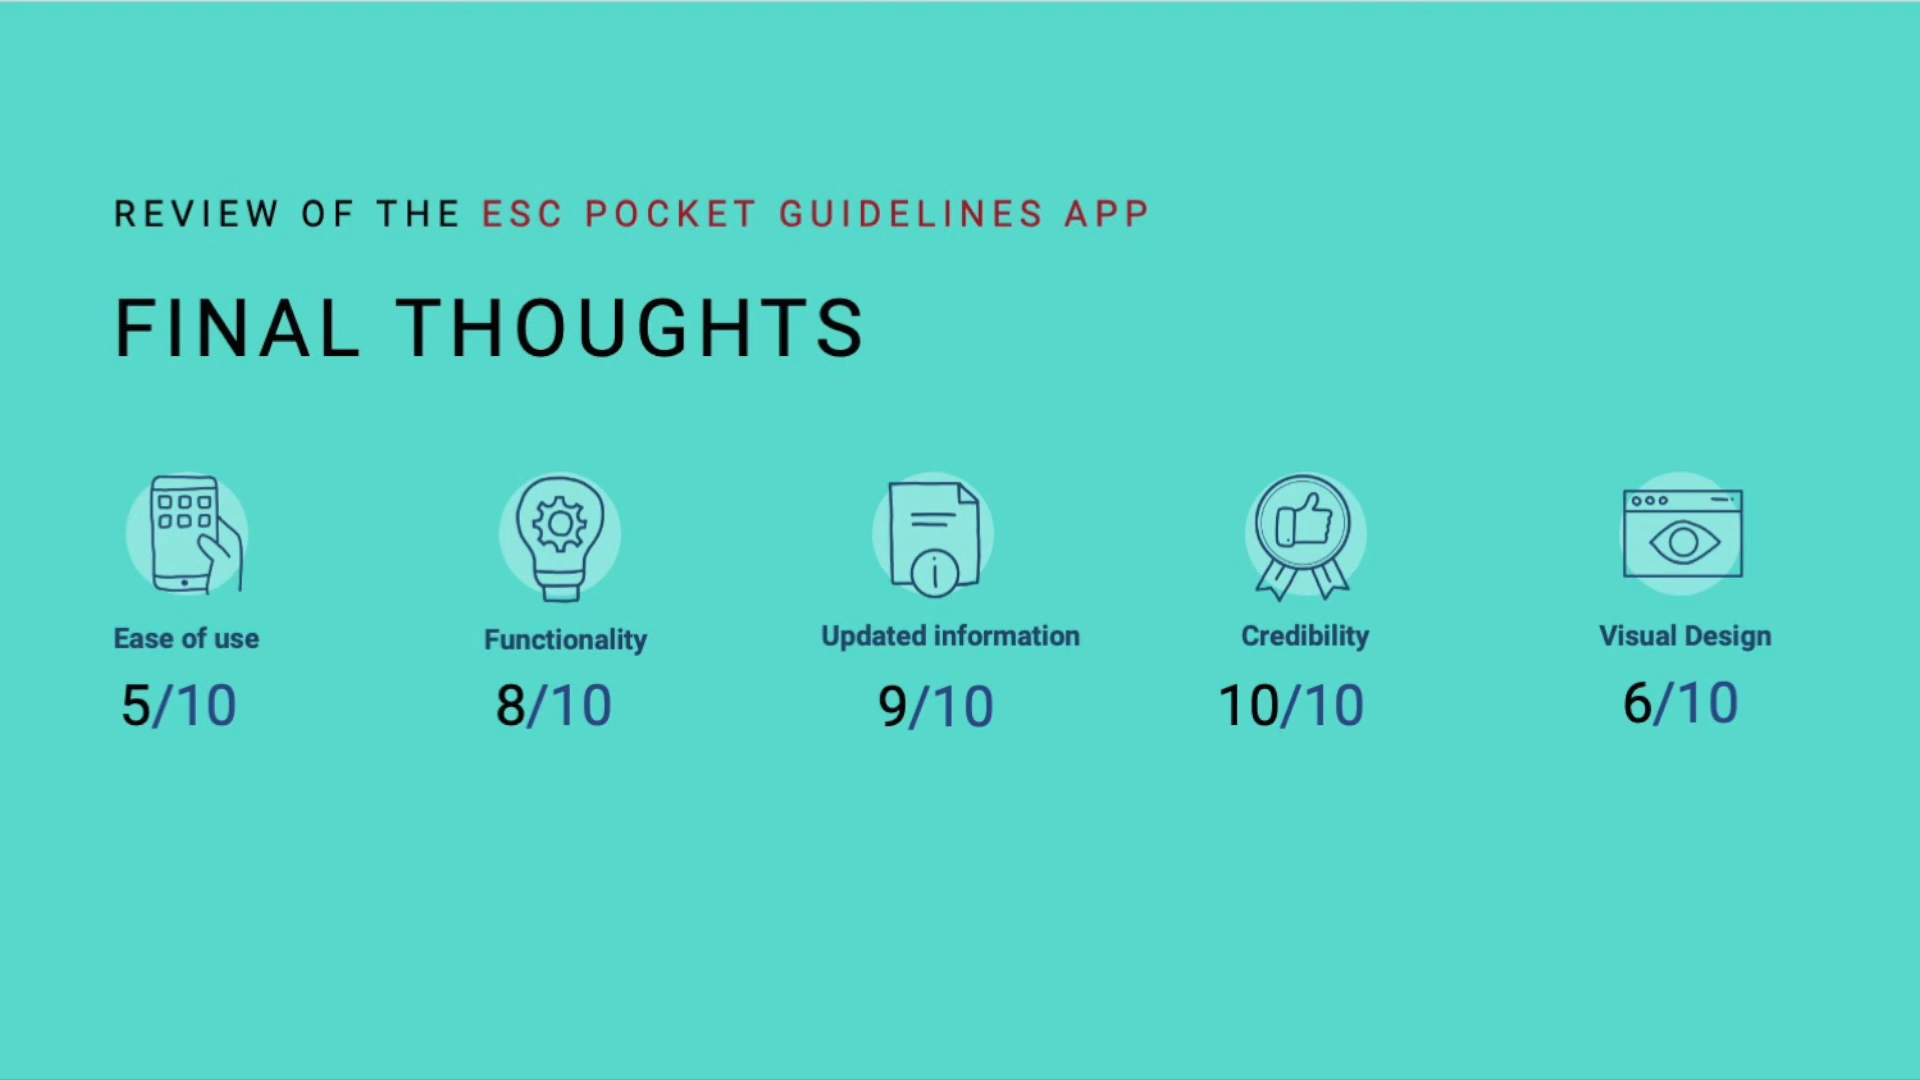 REVIEW OF THE ESC POCKET GUIDELINES APP
FINAL THOUGHTS
Ease of use
5/10
Functionality
8/10
Updated information
9/10
Credibility
10/10
Visual Design
6/10